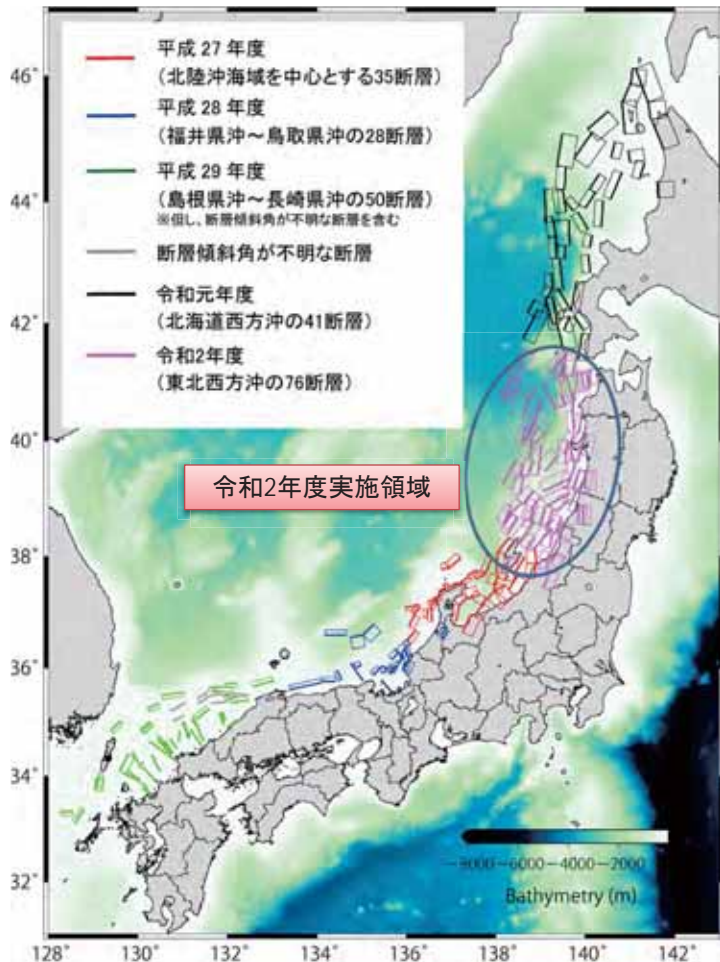 平成 27 年度
（北陸沖海域を中心とする35断層）
平成 28 年度
（福井県沖～鳥取県沖の28断層）
平成 29 年度
（島根県沖～長崎県沖の50断層）
※但し、断層傾斜角が不明な断層を含む
断層傾斜角が不明な断層
令和元年度
（北海道西方沖の41断層）
令和2年度
（東北西方沖の76断層）
令和2年度実施領域
46°
44°
42°
40°
38°
36°
34°
32°
−8000−6000−4000−2000
Bathymetry (m)
128° 130° 132° 134° 136° 138° 140° 142°